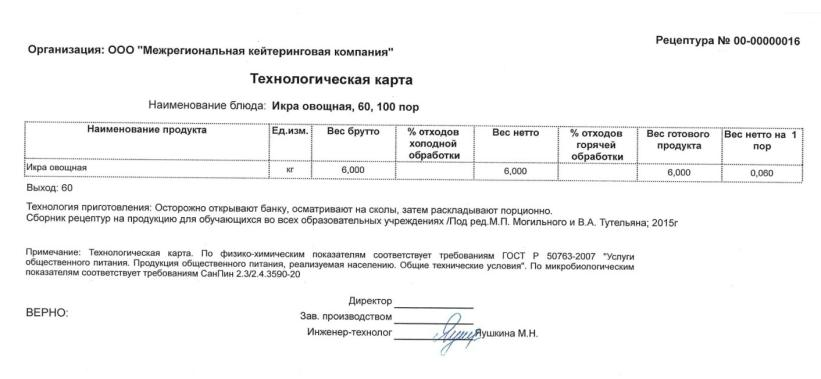 Рецептура № 00-00000016
Организация: ООО "Межрегиональная кейтеринговая компания"
Технологическая карта
Наименование блюда: Икра овощная, 60, 100 пор
Наименование продукта Ед.изм. Вес брутто % отходов холодной обработки Вес нетто % отходов горячей обработки Вес готового продукта Вес нетто на 1 пор
Икра овощная кг 6,000 6,000 6,000 0,060
Выход: 60
Технология приготовления: Осторожно открывают банку, осматривают на сколы, затем раскладывают порционно.
Сборник рецептур на продукцию для обучающихся во всех образовательных учреждениях /Под ред.М.П. Могильного и В.А. Тутельяна; 2015г
Примечание: Технологическая карта. По физико-химическим показателям соответствует требованиям ГОСТ Р 50763-2007 "Услуги
общественного питания. Продукция общественного питания, реализуемая населению. Общие технические условия". По микробиологическим
показателям соответствует требованиям СанПин 2.3/2.4.3590-20
Директор
ВЕРНО:
Зав. производством
Инженер-технолог Яушкина М.Н.